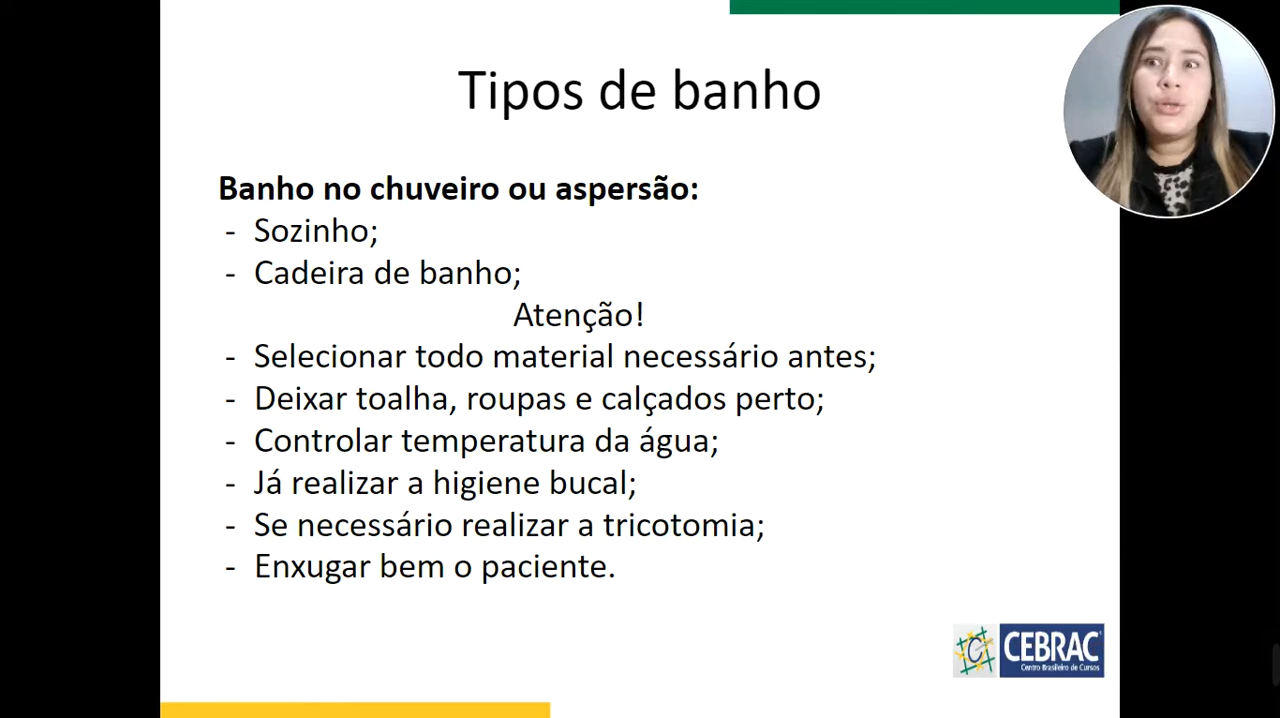 Tipos de banho
Banho no chuveiro ou aspersão:
- Sozinho;
- Cadeira de banho;
Atenção!
- Selecionar todo material necessário antes;
- Deixar toalha, roupas e calçados perto;
- Controlar temperatura da água;
- Já realizar a higiene bucal;
- Se necessário realizar a tricotomia;
- Enxugar bem o paciente.
CEBRAC
Centro Brasileiro de Cursos